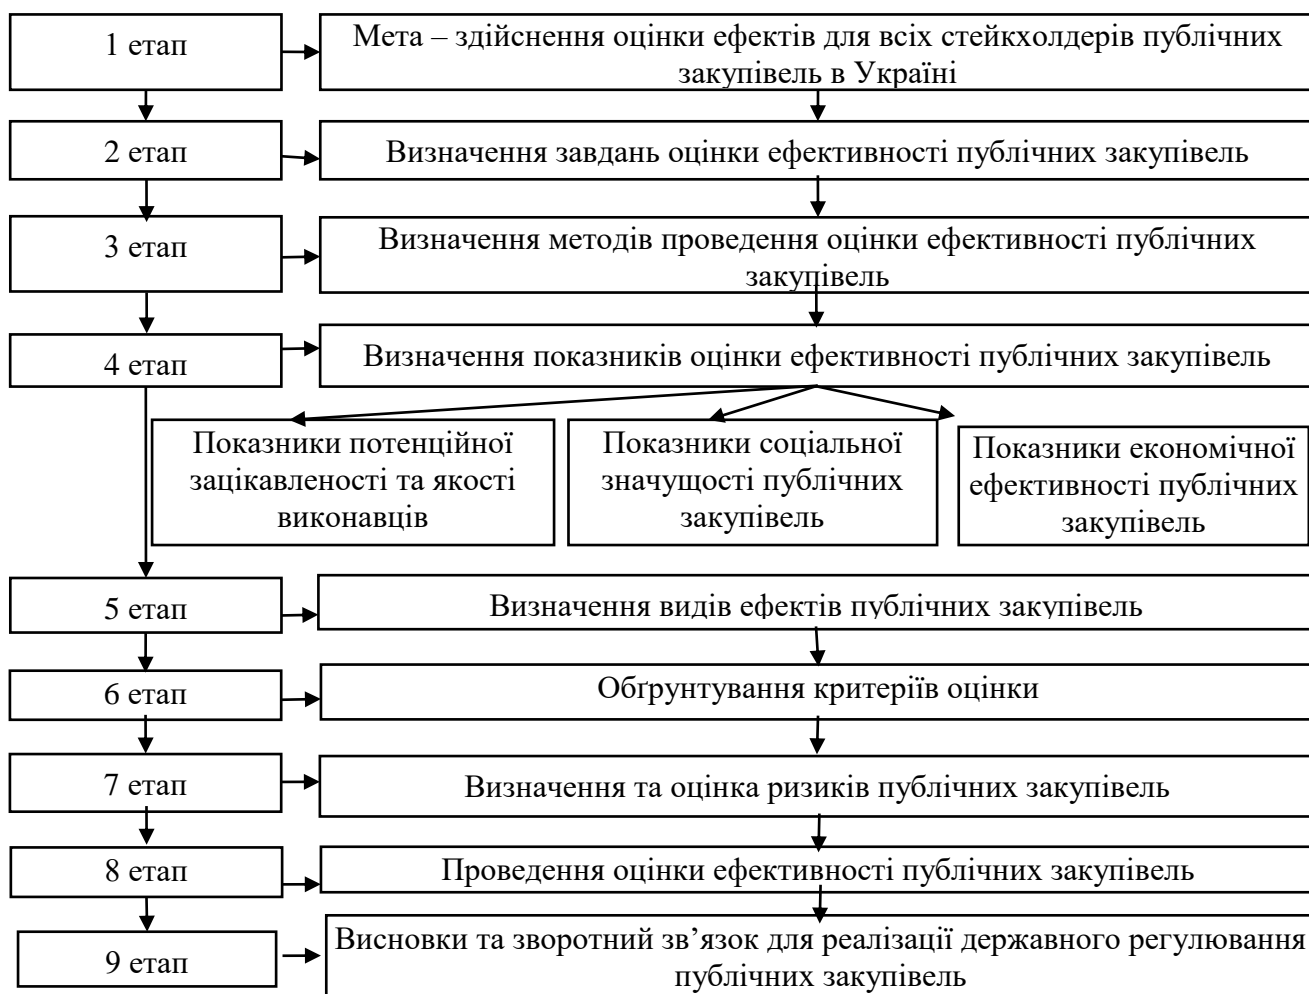 1 етап
Мета – здійснення оцінки ефектів для всіх стейкхолдерів публічних
закупівель в Україні
2 етап
Визначення завдань оцінки ефективності публічних закупівель
3 етап
Визначення методів проведення оцінки ефективності публічних
закупівель
4 етап
Визначення показників оцінки ефективності публічних закупівель
Показники потенційної
зацікавленості та якості
виконавців
Показники соціальної
значущості публічних
закупівель
Показники економічної
ефективності публічних
закупівель
5 етап
Визначення видів ефектів публічних закупівель
6 етап
Обґрунтування критеріїв оцінки
7 етап
Визначення та оцінка ризиків публічних закупівель
8 етап
Проведення оцінки ефективності публічних закупівель
9 етап
Висновки та зворотний зв’язок для реалізації державного регулювання
публічних закупівель